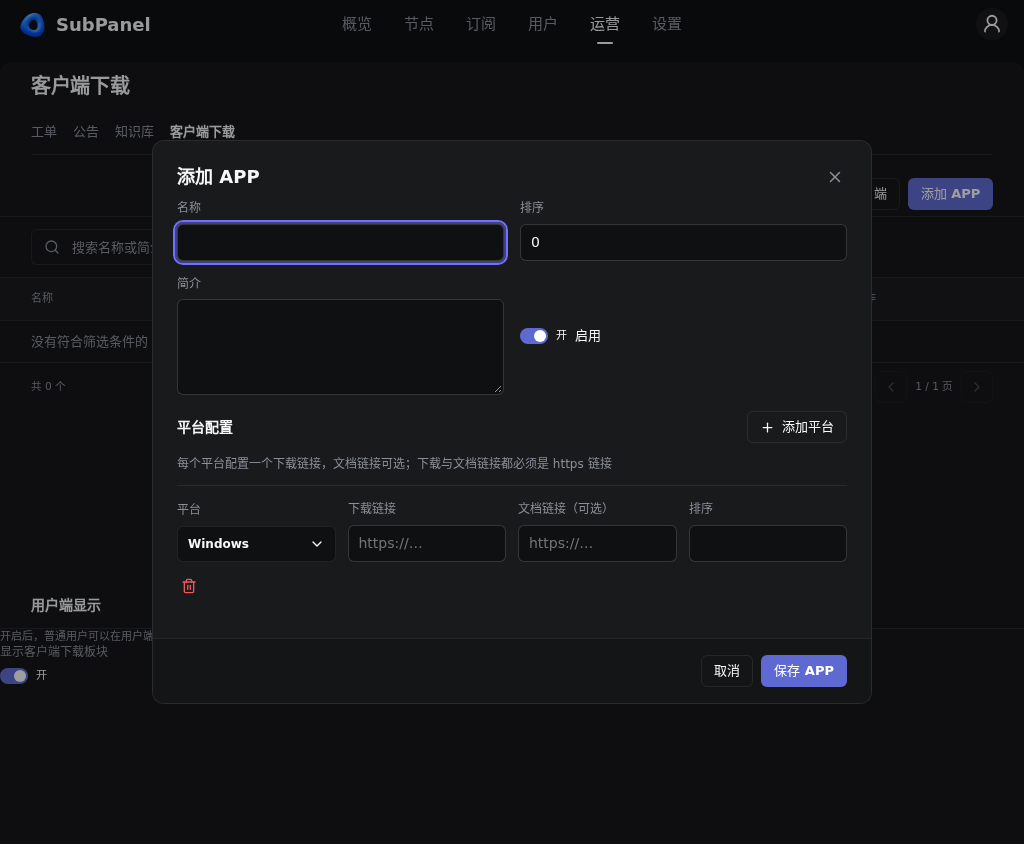 SubPanel
概览 节点 订阅 用户 运营 设置
客户端下载
工单 公告 知识库 客户端下载
端 添加 APP
搜索名称或简
名称
没有符合筛选条件的
共 0 个
1 / 1 页
添加 APP
名称 排序
0
简介
开 启用
平台配置
添加平台
每个平台配置一个下载链接，文档链接可选；下载与文档链接都必须是 https 链接
平台 下载链接 文档链接（可选） 排序
Windows https://... https://...
取消 保存 APP
用户端显示
开启后，普通用户可以在用户端
显示客户端下载板块
开